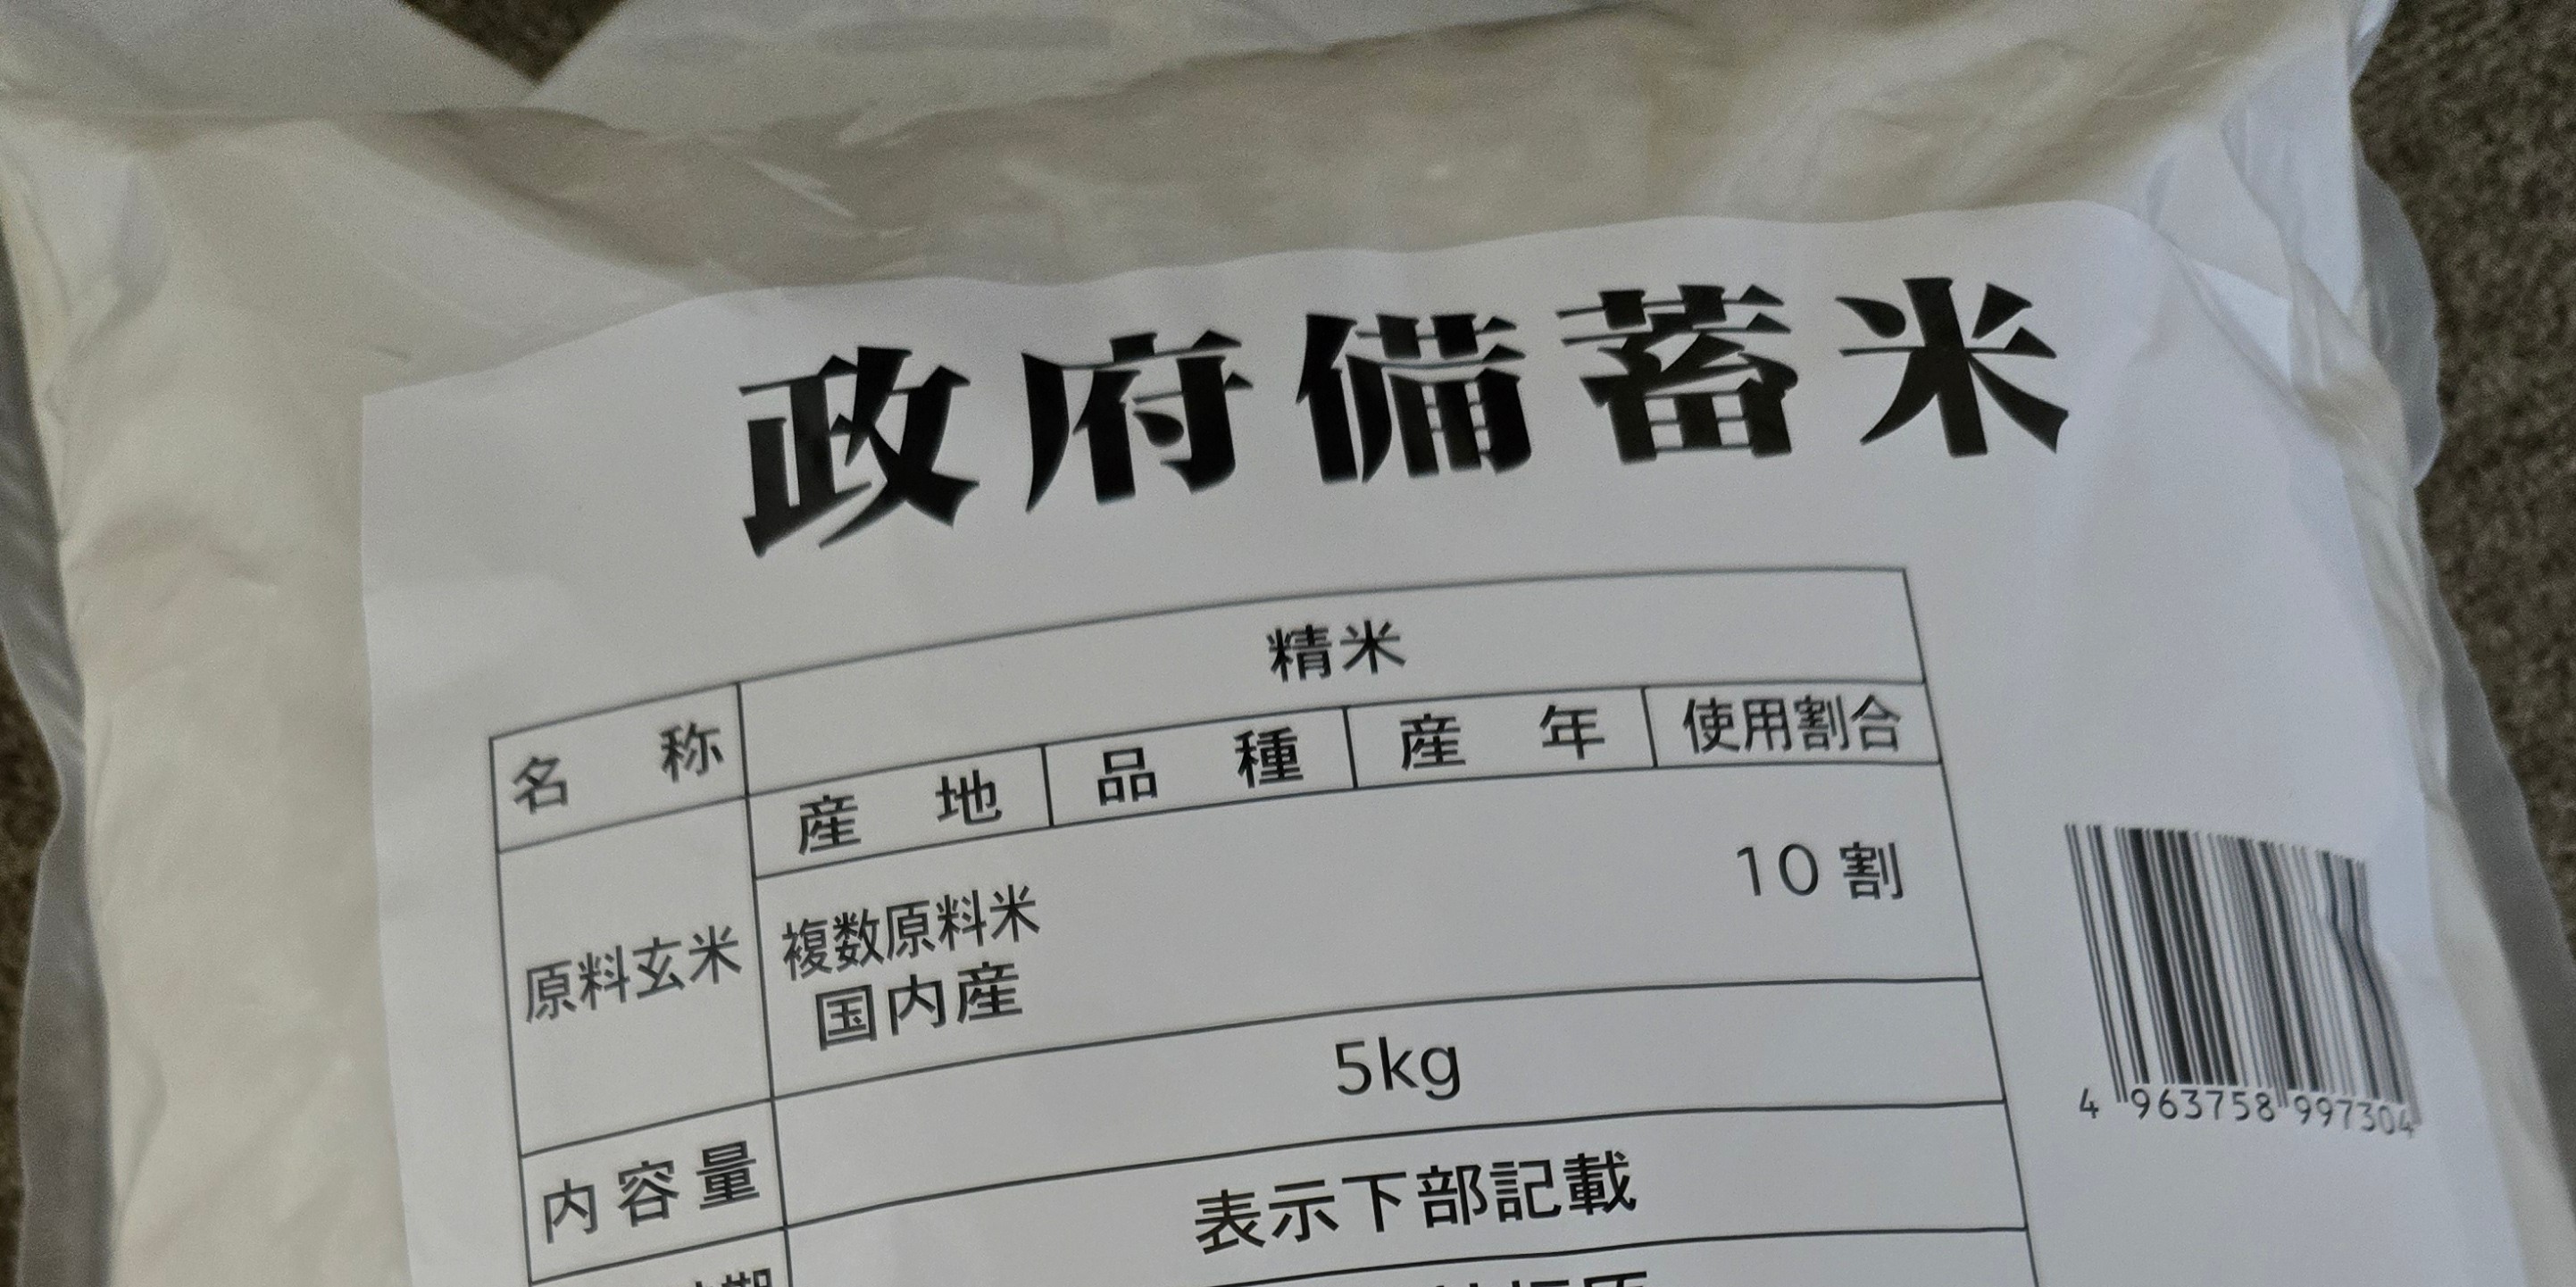 政府備蓄米
名 称 精米
原料玄米 産 地 品 種 産 年 使用割合
複数原料米 10割
国内産
内容量 5kg
表示下部記載
4 963758 997304